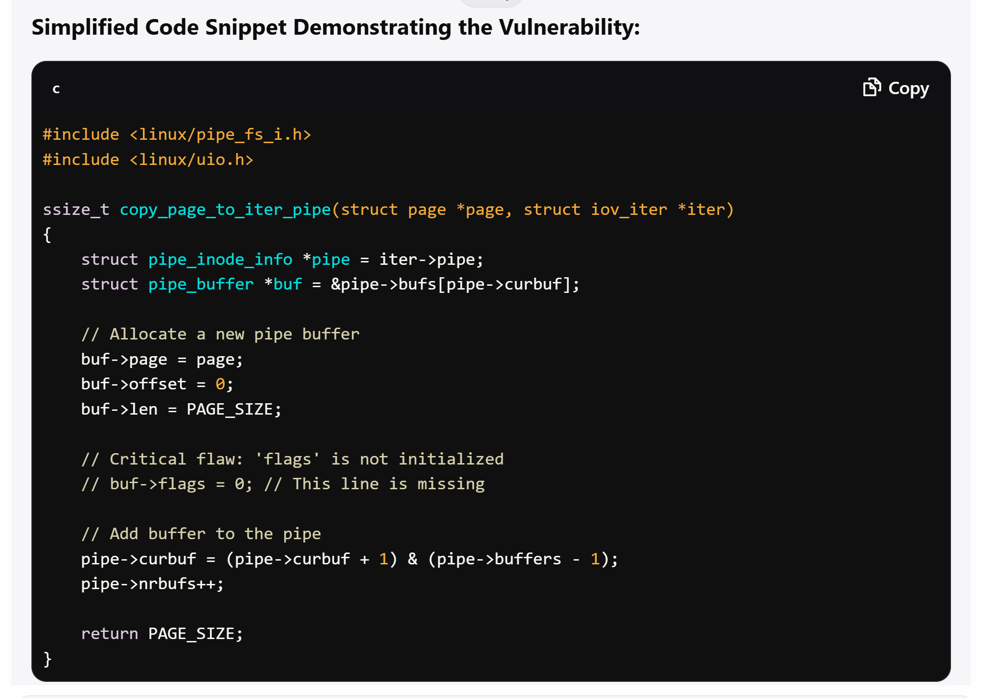 Simplified Code Snippet Demonstrating the Vulnerability:
c
Copy
#include <linux/pipe_fs_i.h>
#include <linux/uio.h>
ssize_t copy_page_to_iter_pipe(struct page *page, struct iov_iter *iter)
{
    struct pipe_inode_info *pipe = iter->pipe;
    struct pipe_buffer *buf = &pipe->bufs[pipe->curbuf];
    // Allocate a new pipe buffer
    buf->page = page;
    buf->offset = 0;
    buf->len = PAGE_SIZE;
    // Critical flaw: 'flags' is not initialized
    // buf->flags = 0; // This line is missing
    // Add buffer to the pipe
    pipe->curbuf = (pipe->curbuf + 1) & (pipe->buffers - 1);
    pipe->nrbufs++;
    return PAGE_SIZE;
}